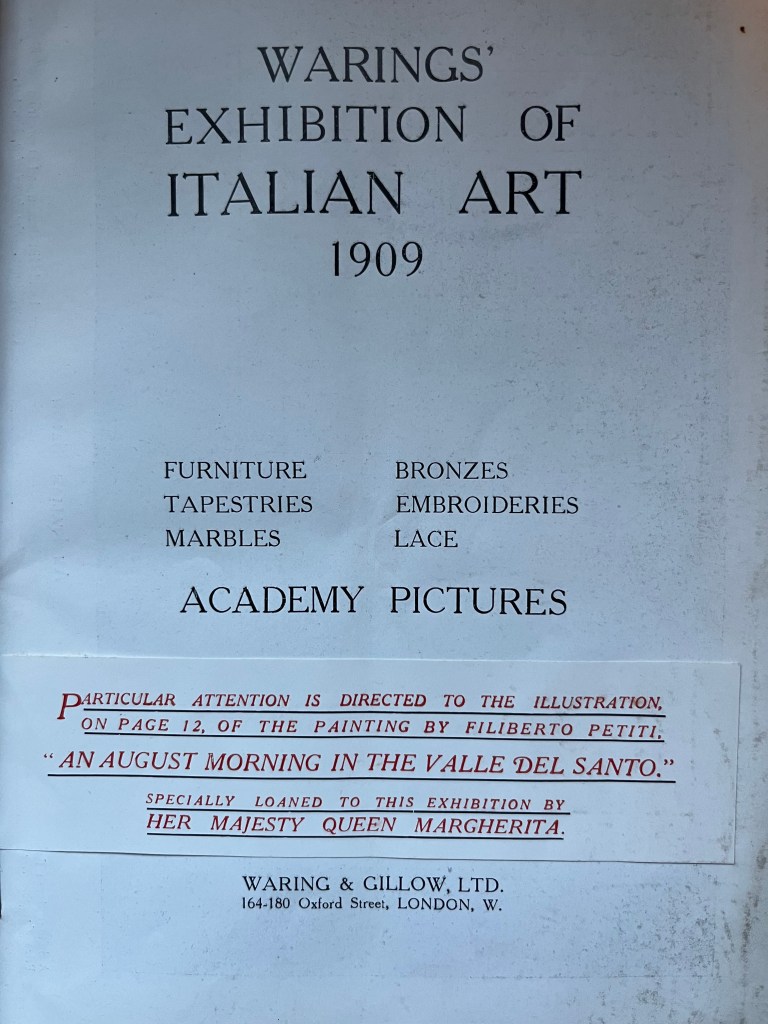 WARINGS'
EXHIBITION OF
ITALIAN ART
1909
FURNITURE BRONZES
TAPESTRIES EMBROIDERIES
MARBLES LACE
ACADEMY PICTURES
PARTICULAR ATTENTION IS DIRECTED TO THE ILLUSTRATION,
ON PAGE 12, OF THE PAINTING BY FILIBERTO PETITI,
"AN AUGUST MORNING IN THE VALLE DEL SANTO."
SPECIALLY LOANED TO THIS EXHIBITION BY
HER MAJESTY QUEEN MARGHERITA.
WARING & GILLOW, LTD.
164-180 Oxford Street, LONDON, W.